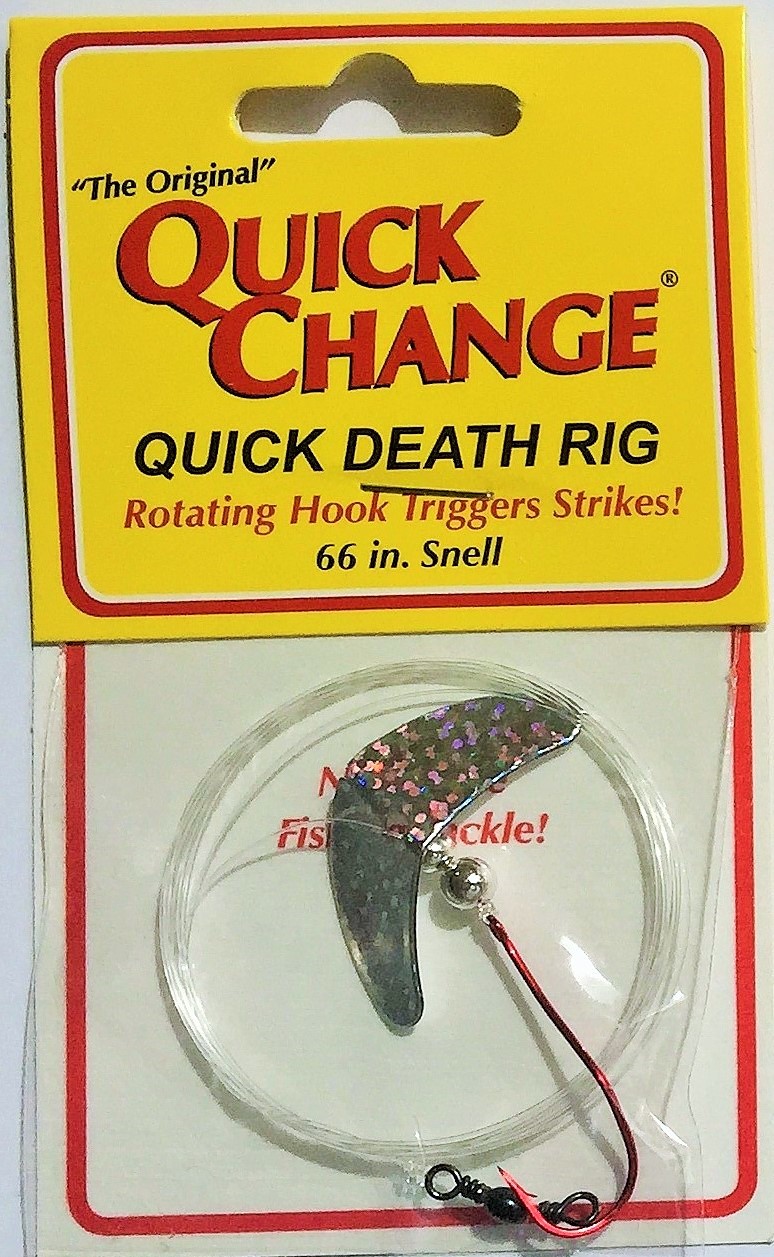 "The Original"
QUICK
CHANGE®
QUICK DEATH RIG
Rotating Hook Triggers Strikes!
66 in. Snell